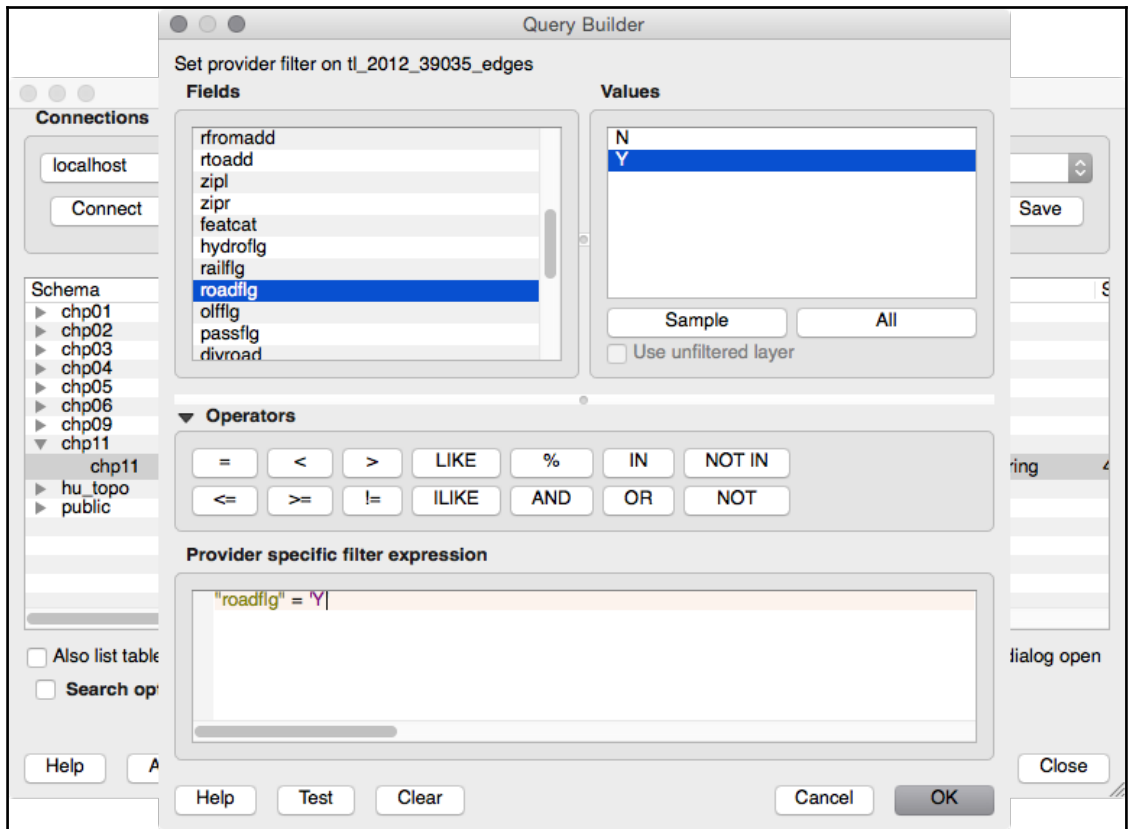 Query Builder
Set provider filter on tl_2012_39035_edges
Fields
Values
Connections
localhost
Connect
Save
rfromadd
rtoadd
zipl
zipr
featcat
hydroflg
railflg
roadflg
olfflg
passflg
divroad
N
Y
Sample
All
Use unfiltered layer
Schema
S
chp01
chp02
chp03
chp04
chp05
chp06
chp09
chp11
chp11
ring 4
hu_topo
public
Operators
= < > LIKE % IN NOT IN
<= >= != ILIKE AND OR NOT
Provider specific filter expression
"roadflg" = 'Y
Also list table
dialog open
Search opt
Help
A
Close
Help
Test
Clear
Cancel
OK